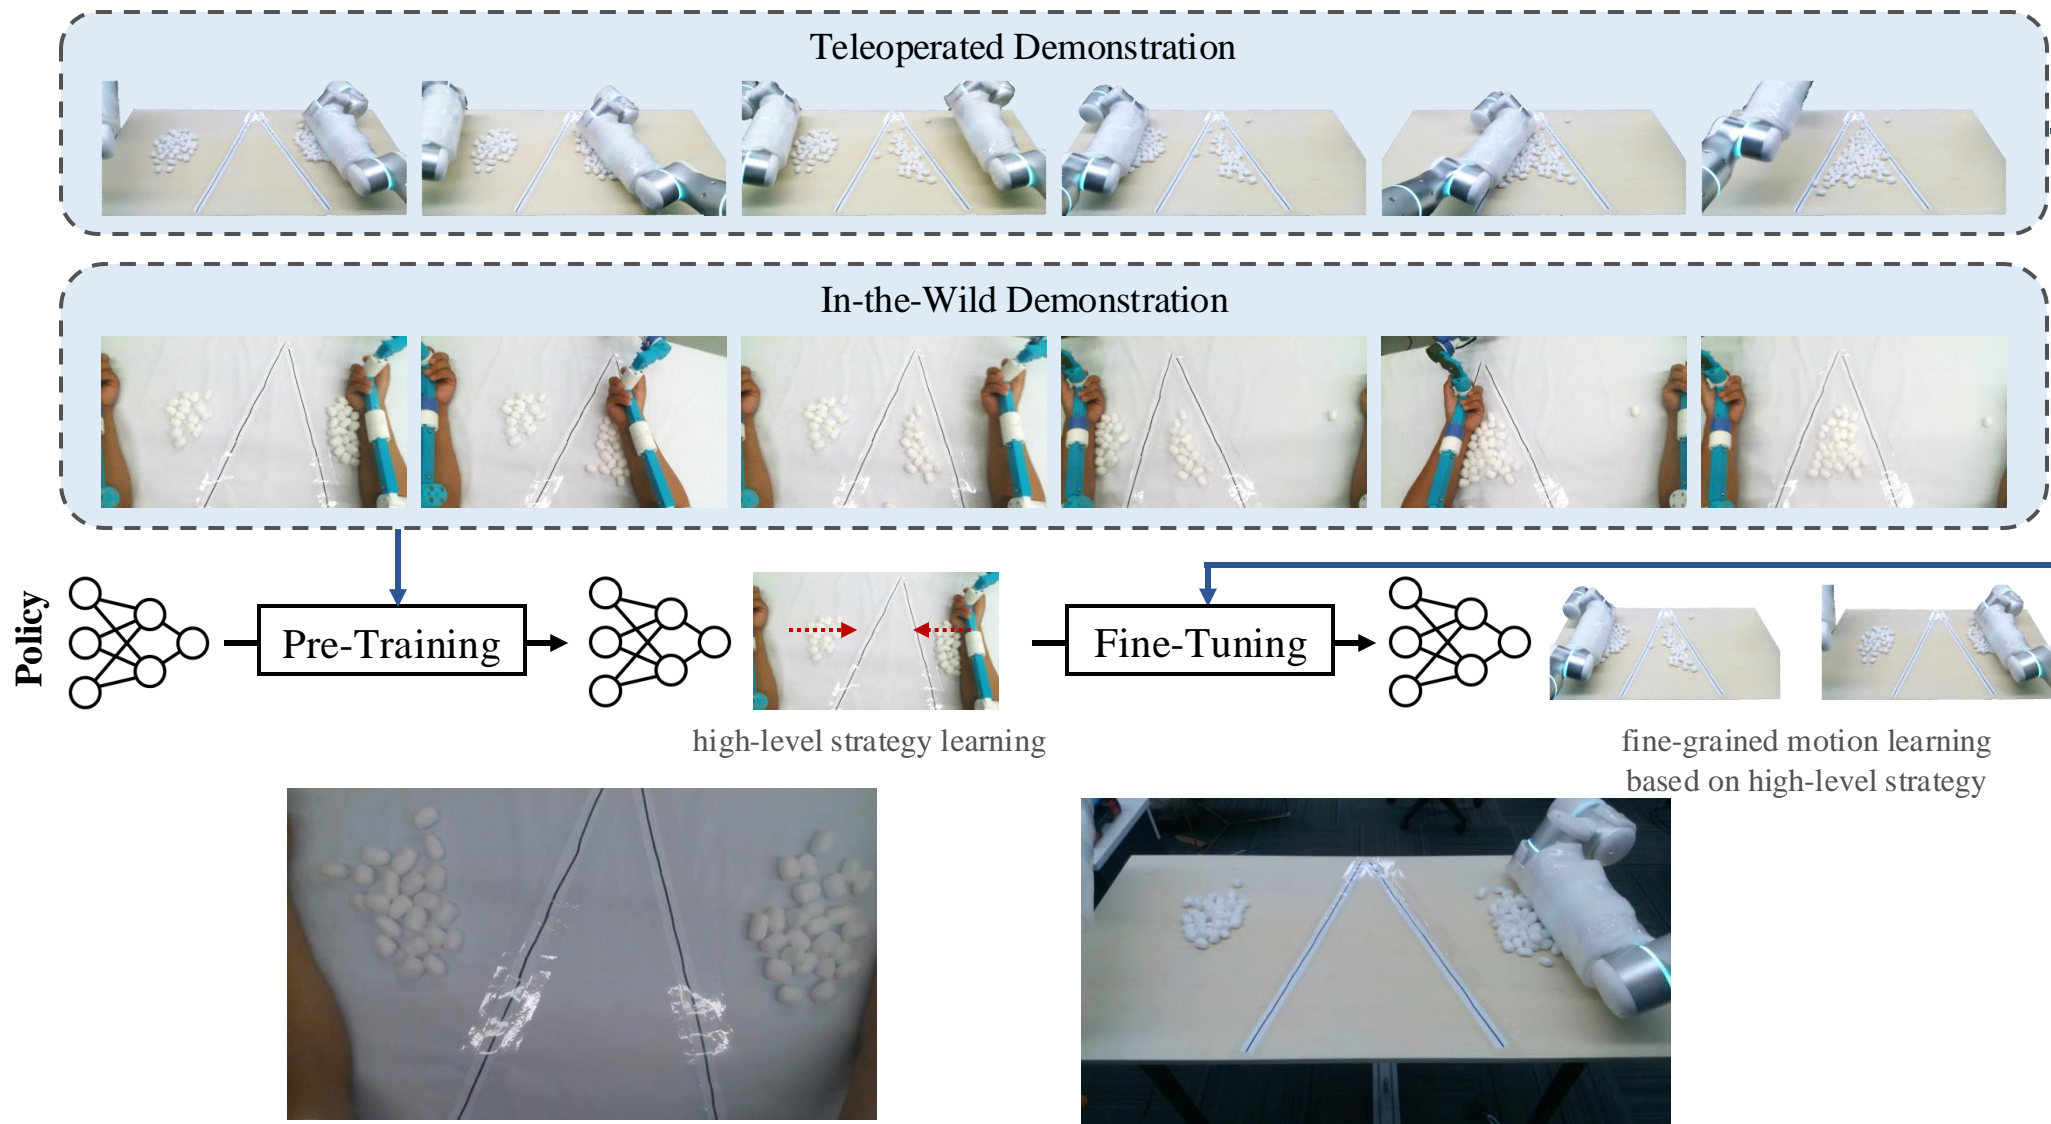 Teleoperated Demonstration
In-the-Wild Demonstration
Policy
Pre-Training
Fine-Tuning
high-level strategy learning
fine-grained motion learning
based on high-level strategy